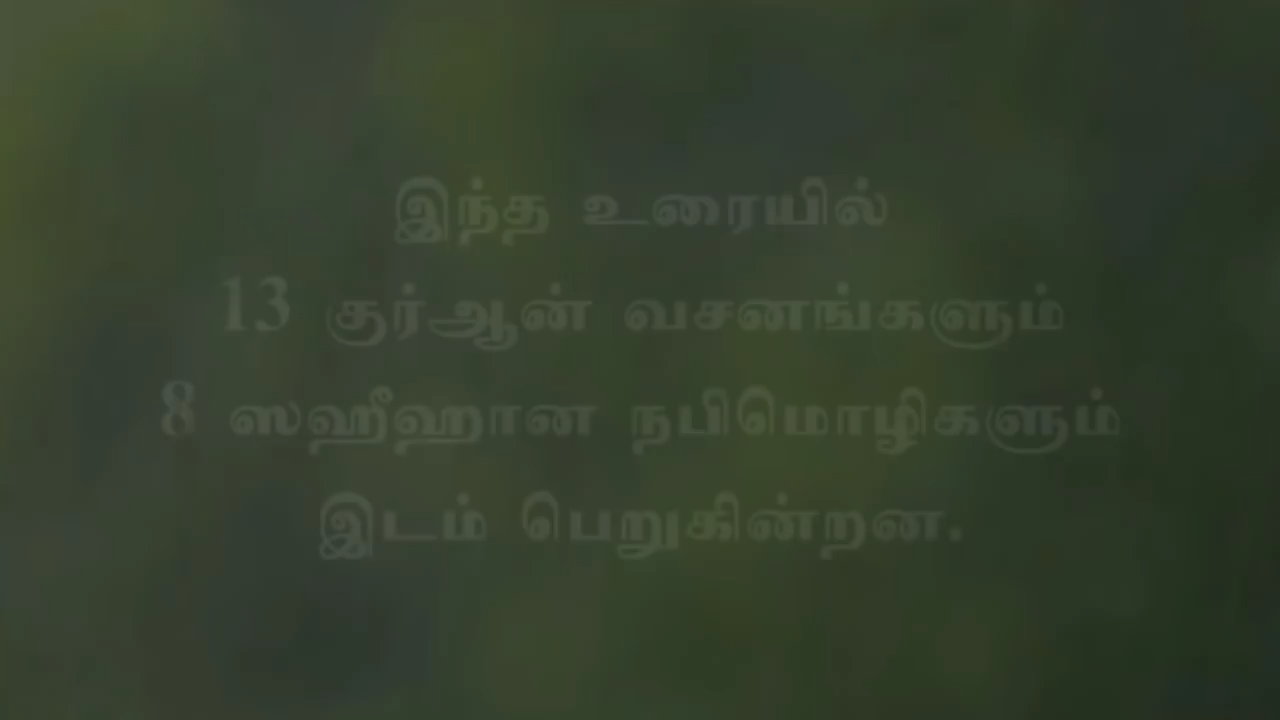 இந்த உரையில்
13 குர்ஆன் வசனங்களும்
8 ஸஹீஹான நபிமொழிகளும்
இடம் பெறுகின்றன.